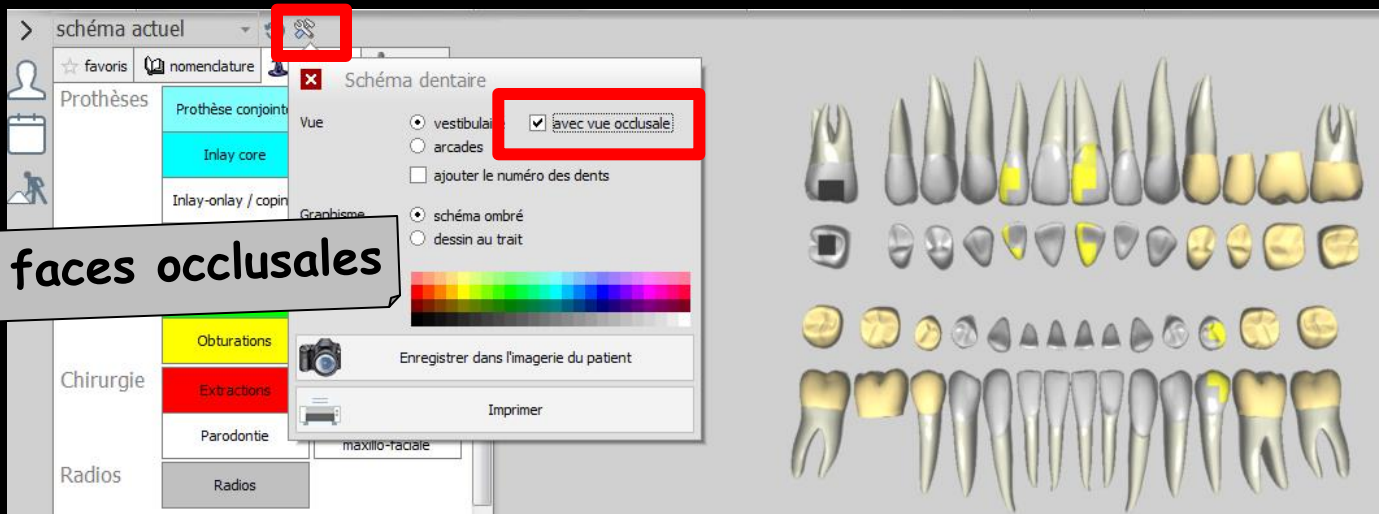 schéma actuel
favoris
nomenclature
Schéma dentaire
Prothèses
Prothèse conjointe
Inlay core
Inlay-onlay / copin
Vue
vestibulaire
avec vue occlusale
arcades
ajouter le numéro des dents
Graphisme
schéma ombré
dessin au trait
faces occlusales
Obturations
Enregistrer dans l'imagerie du patient
Chirurgie
Extractions
Imprimer
Parodontie
maxillo-faciale
Radios
Radios